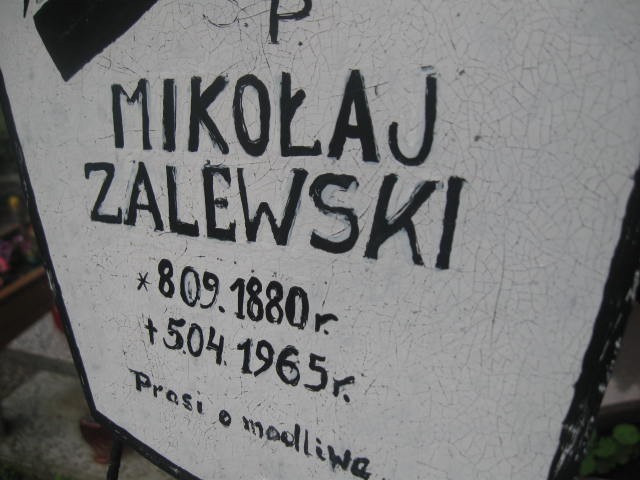 P
MIKOŁAJ
ZALEWSKI
* 8 09. 1880 r.
† 5.04. 1965 r.
Prosi o modlitwę